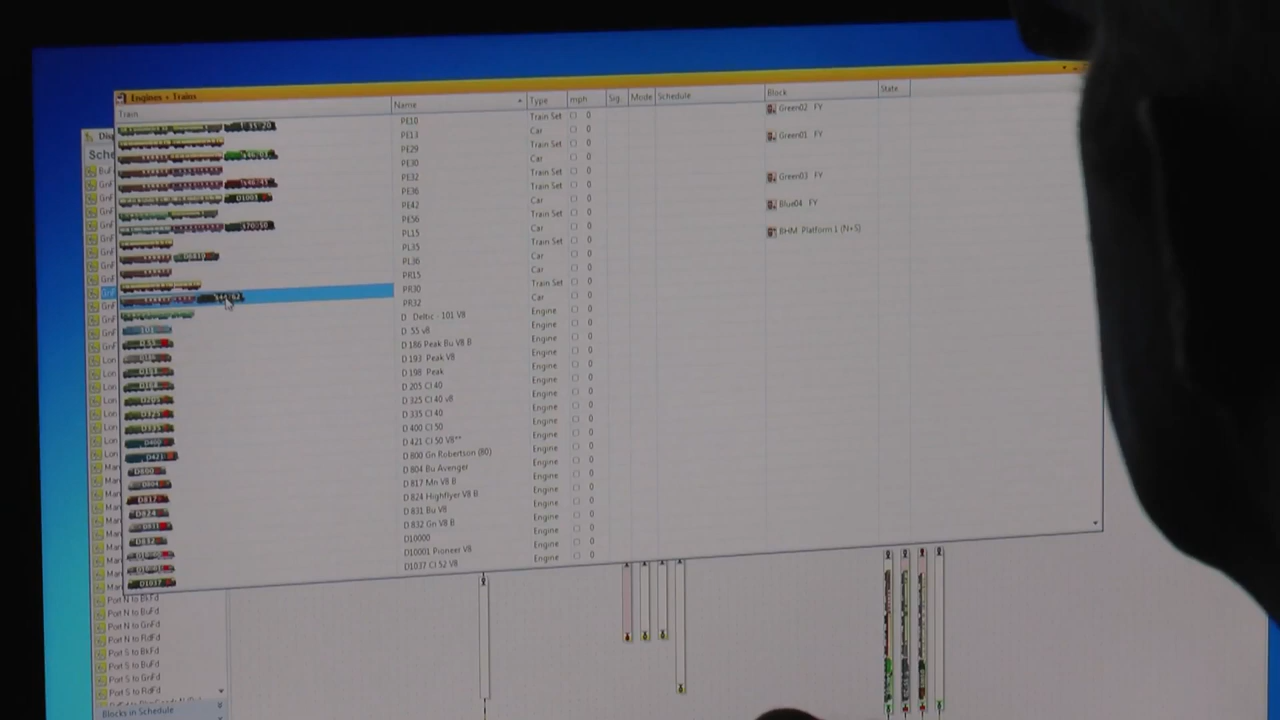 Engines + Trains
Train Name Type mph Sig. Mode Schedule Block State
PE10 Train Set 0 Green02 FY
PE13 Car 0
PE29 Train Set 0 Green01 FY
PE30 Car 0
PE32 Train Set 0
PE36 Train Set 0 Green03 FY
D1003 PE42 Car 0
PE56 Train Set 0 Blue04 FY
PL15 Car 0
PL35 Train Set 0 BHM Platform 1 (N+S)
PL36 Car 0
PR15 Car 0
PR30 Train Set 0
PR32 Car 0
D Deltic - 101 V8 Engine 0
D 55 v8 Engine 0
D 186 Peak Bu V8 B Engine 0
D 193 Peak V8 Engine 0
D 198 Peak Engine 0
D 205 Cl 40 Engine 0
D 325 Cl 40 v8 Engine 0
D 335 Cl 40 Engine 0
D 400 Cl 50 Engine 0
D 421 Cl 50 V8** Engine 0
D 800 Gn Robertson (80) Engine 0
D 804 Bu Avenger Engine 0
D 817 Mn V8 B Engine 0
D 824 Highflyer V8 B Engine 0
D 831 Bu V8 Engine 0
D 832 Gn V8 B Engine 0
D10000 Engine 0
D10001 Pioneer V8 Engine 0
D1037 D1037 Cl 52 V8 Engine 0
Port N to BkFd
Port N to BuFd
Port N to GnFd
Port N to RdFd
Port S to BkFd
Port S to BuFd
Port S to GnFd
Port S to RdFd
Blocks in Schedule